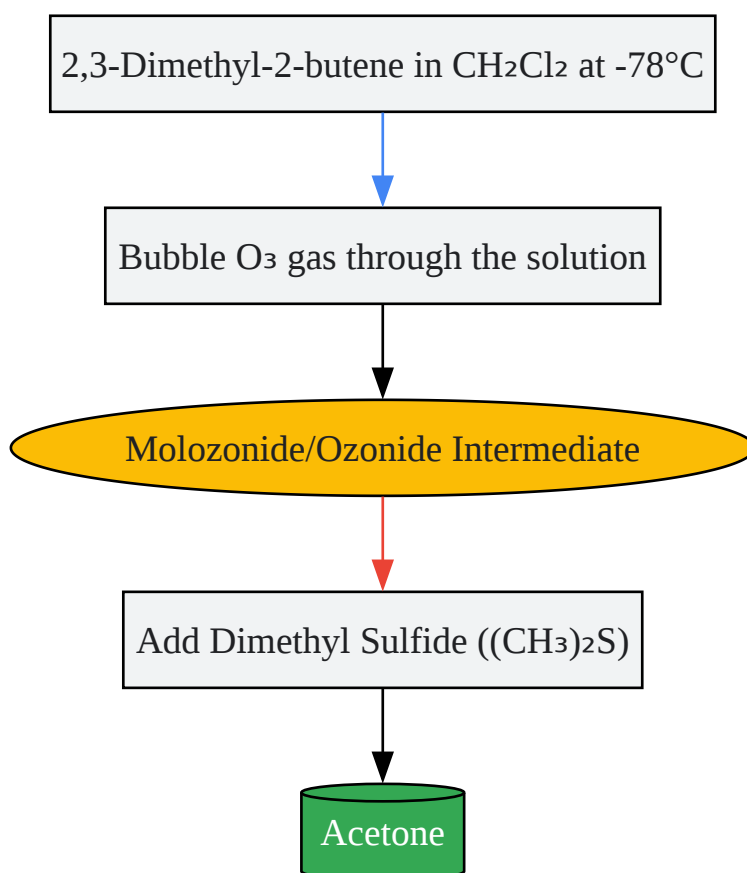 2,3-Dimethyl-2-butene in CH₂Cl₂ at -78°C
Bubble O₃ gas through the solution
Molozonide/Ozonide Intermediate
Add Dimethyl Sulfide ((CH₃)₂S)
Acetone